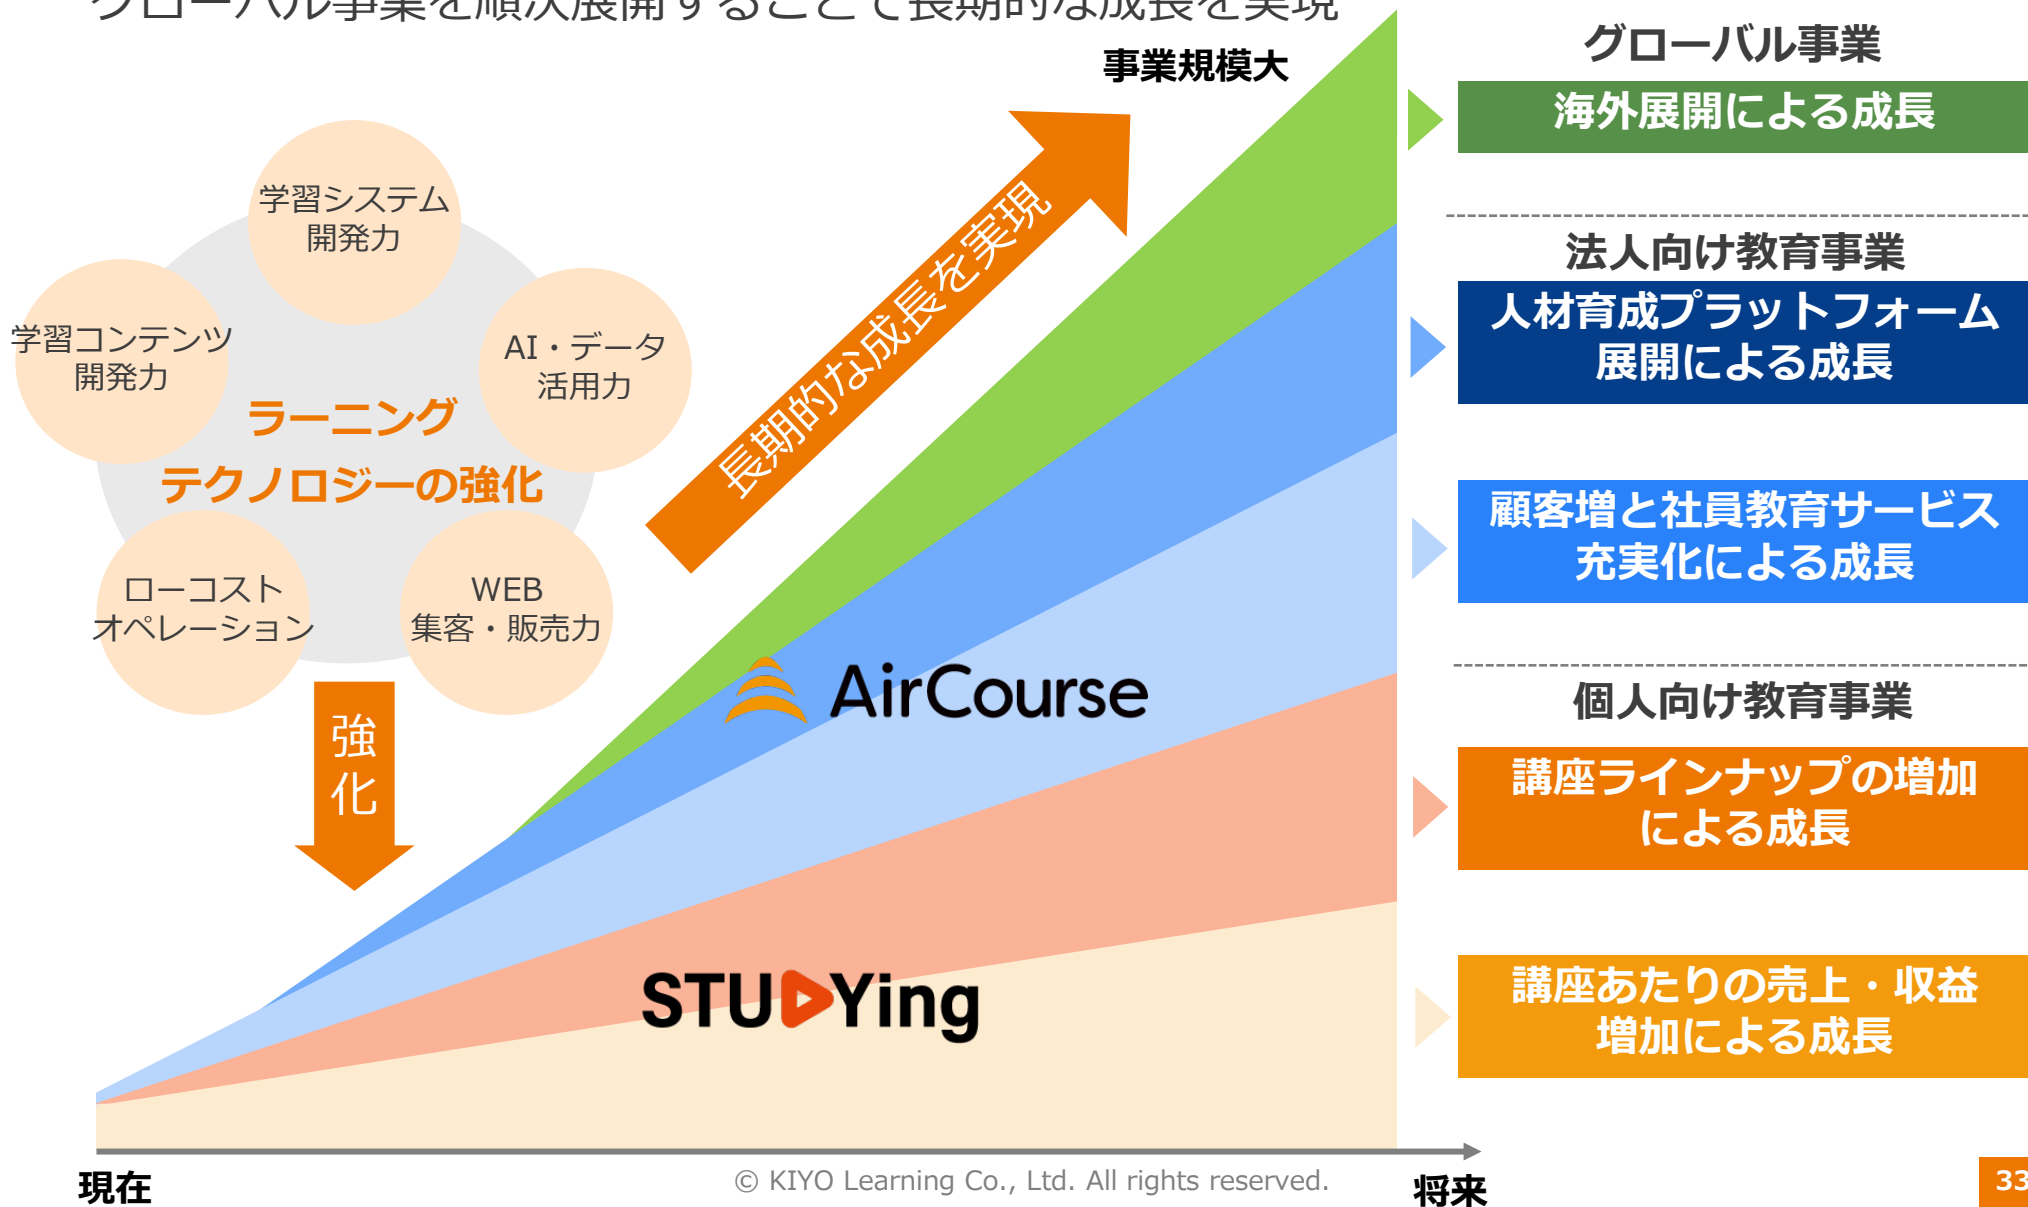 グローバル事業を順次展開することで長期的な成長を実現
事業規模大
グローバル事業
海外展開による成長
学習システム
開発力
学習コンテンツ
開発力
AI・データ
活用力
ラーニング
テクノロジーの強化
ローコスト
オペレーション
WEB
集客・販売力
強
化
長期的な成長を実現
法人向け教育事業
人材育成プラットフォーム
展開による成長
顧客増と社員教育サービス
充実化による成長
AirCourse
個人向け教育事業
講座ラインナップの増加
による成長
STUDYing
講座あたりの売上・収益
増加による成長
現在
将来
© KIYO Learning Co., Ltd. All rights reserved.
33